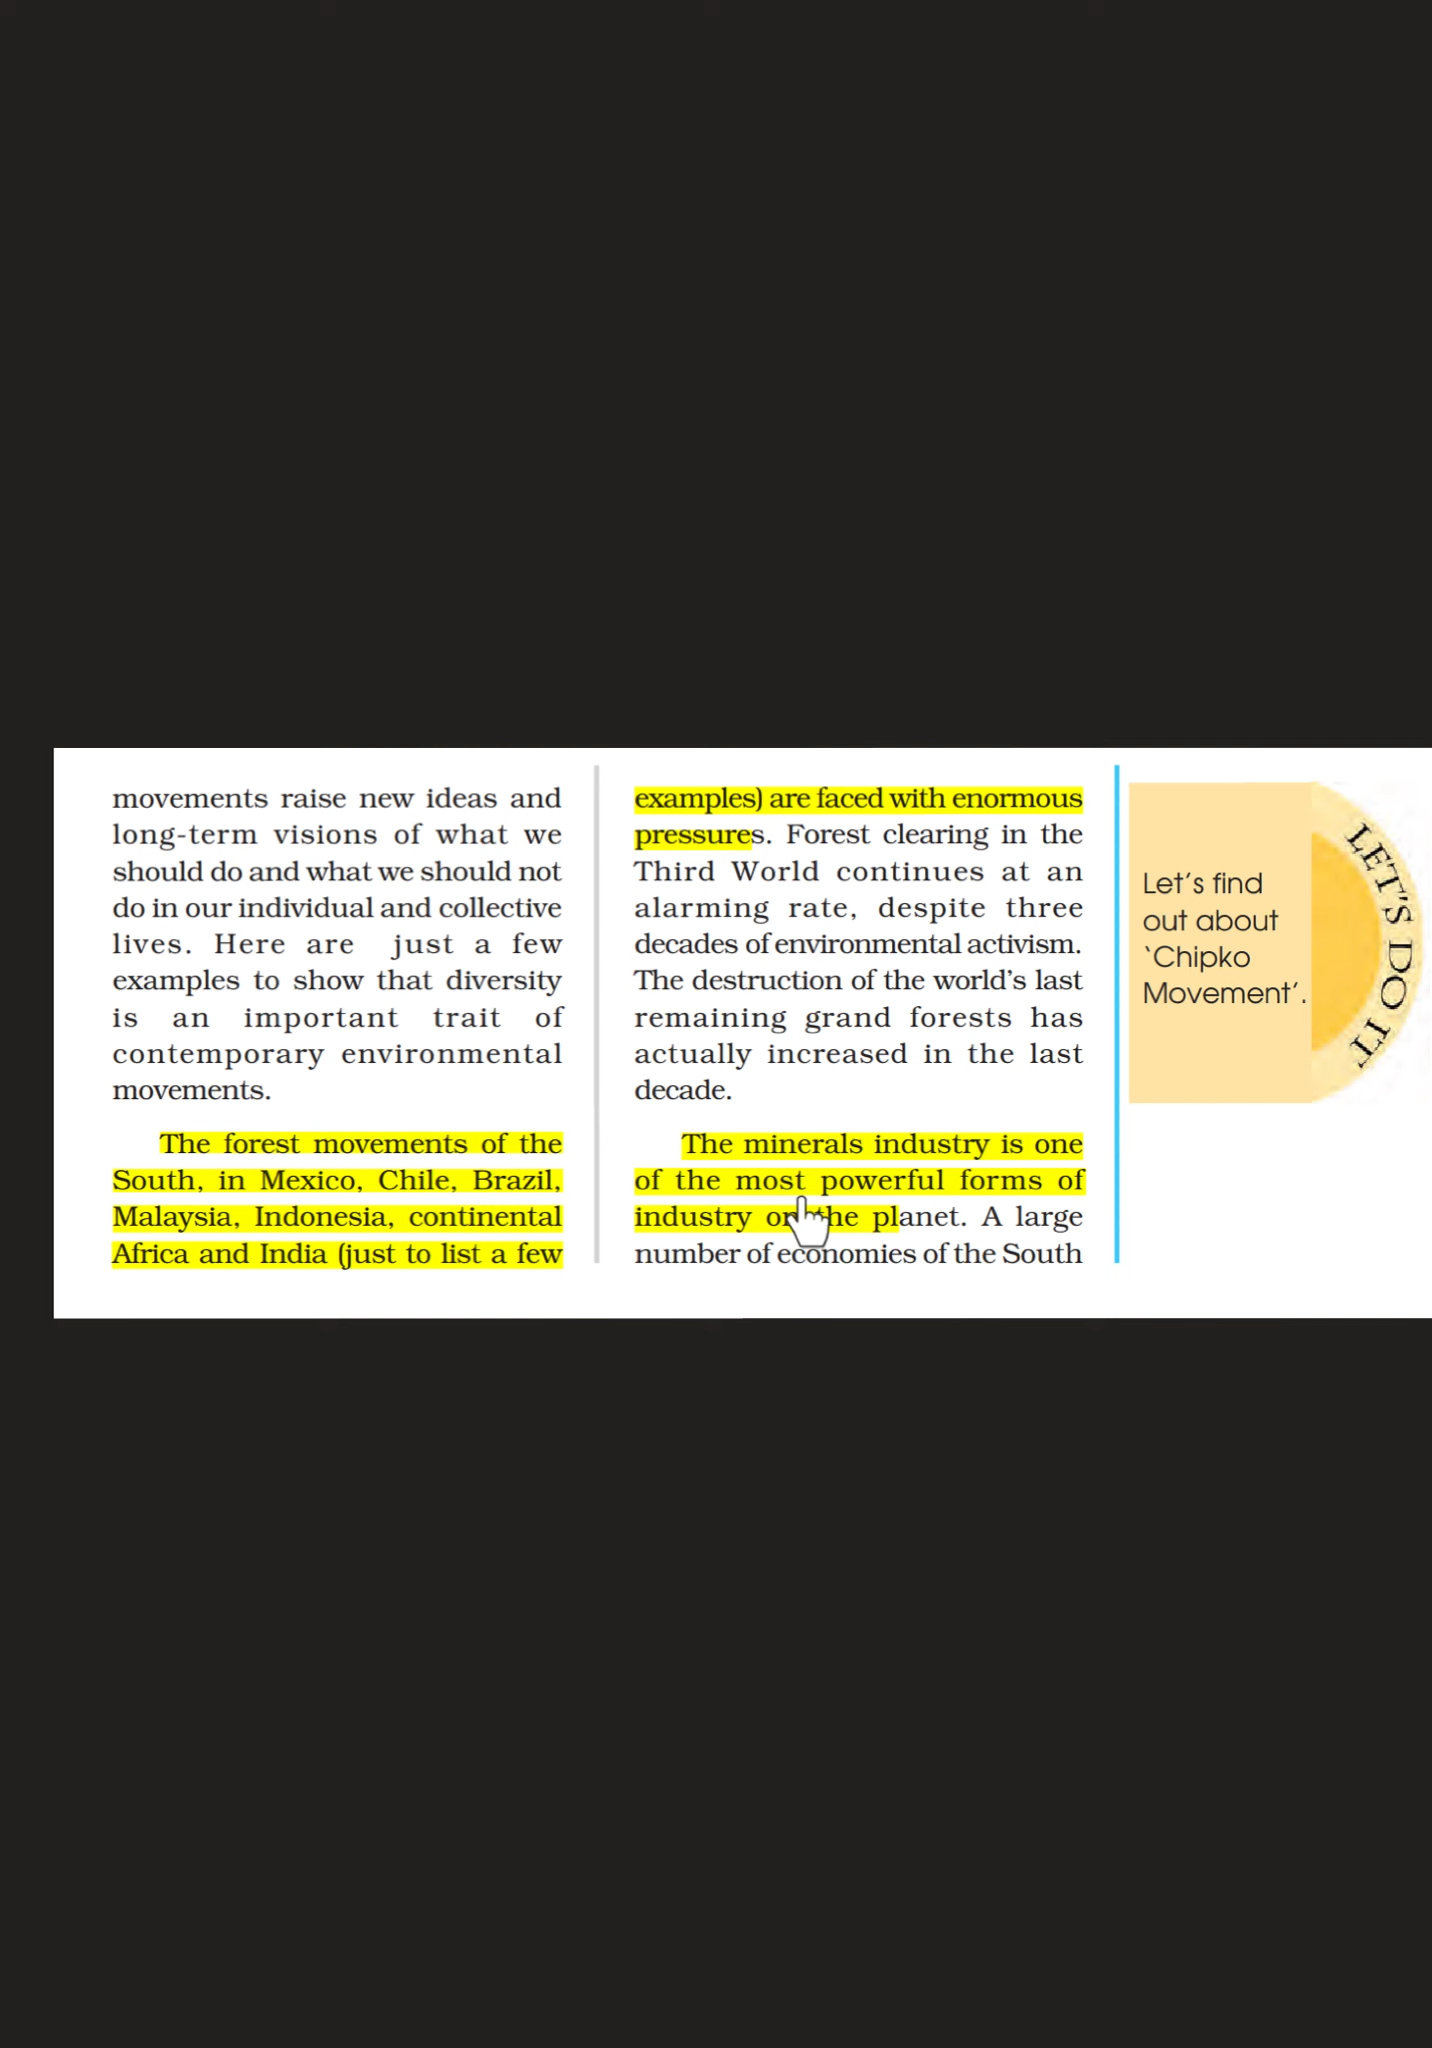 movements raise new ideas and
long-term visions of what we
should do and what we should not
do in our individual and collective
lives. Here are just a few
examples to show that diversity
is an important trait of
contemporary environmental
movements.
The forest movements of the
South, in Mexico, Chile, Brazil,
Malaysia, Indonesia, continental
Africa and India (just to list a few
examples) are faced with enormous
pressures. Forest clearing in the
Third World continues at an
alarming rate, despite three
decades of environmental activism.
The destruction of the world's last
remaining grand forests has
actually increased in the last
decade.
The minerals industry is one
of the most powerful forms of
industry on the planet. A large
number of economies of the South
Let's find
out about
‘Chipko
Movement’.
LET'S DO IT